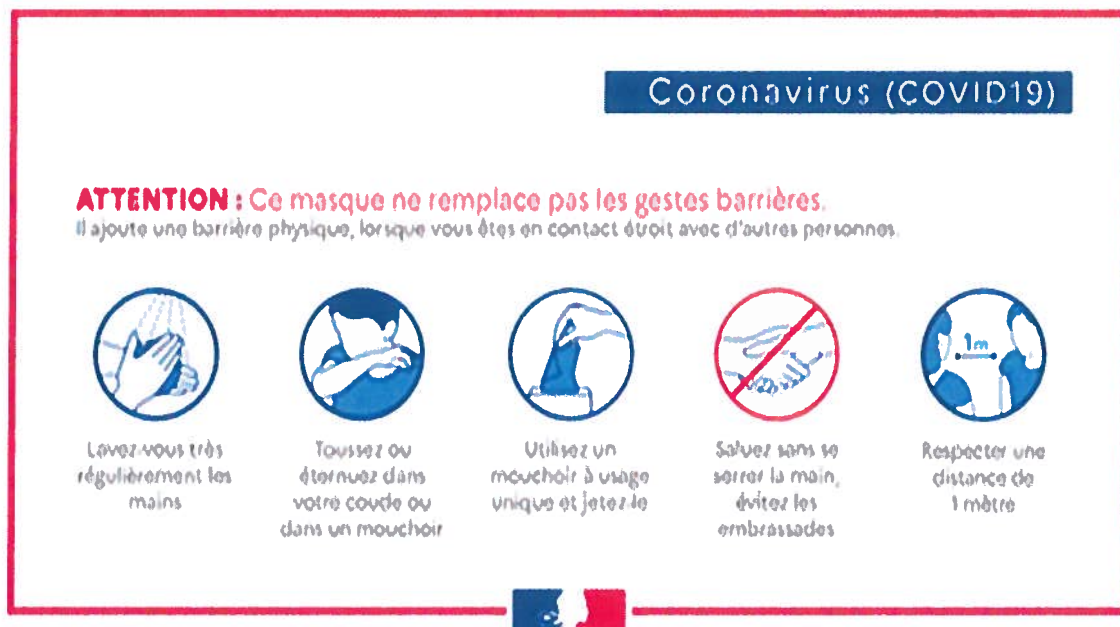 Coronavirus (COVID19)
ATTENTION : Ce masque ne remplace pas les gestes barrières.
Il ajoute une barrière physique, lorsque vous êtes en contact étroit avec d'autres personnes.
1m
Lavez-vous très
régulièrement les
mains
Toussez ou
éternuez dans
votre coude ou
dans un mouchoir
Utilisez un
mouchoir à usage
unique et jetez-le
Saluez sans se
serrer la main,
évitez les
embrassades
Respecter une
distance de
1 mètre